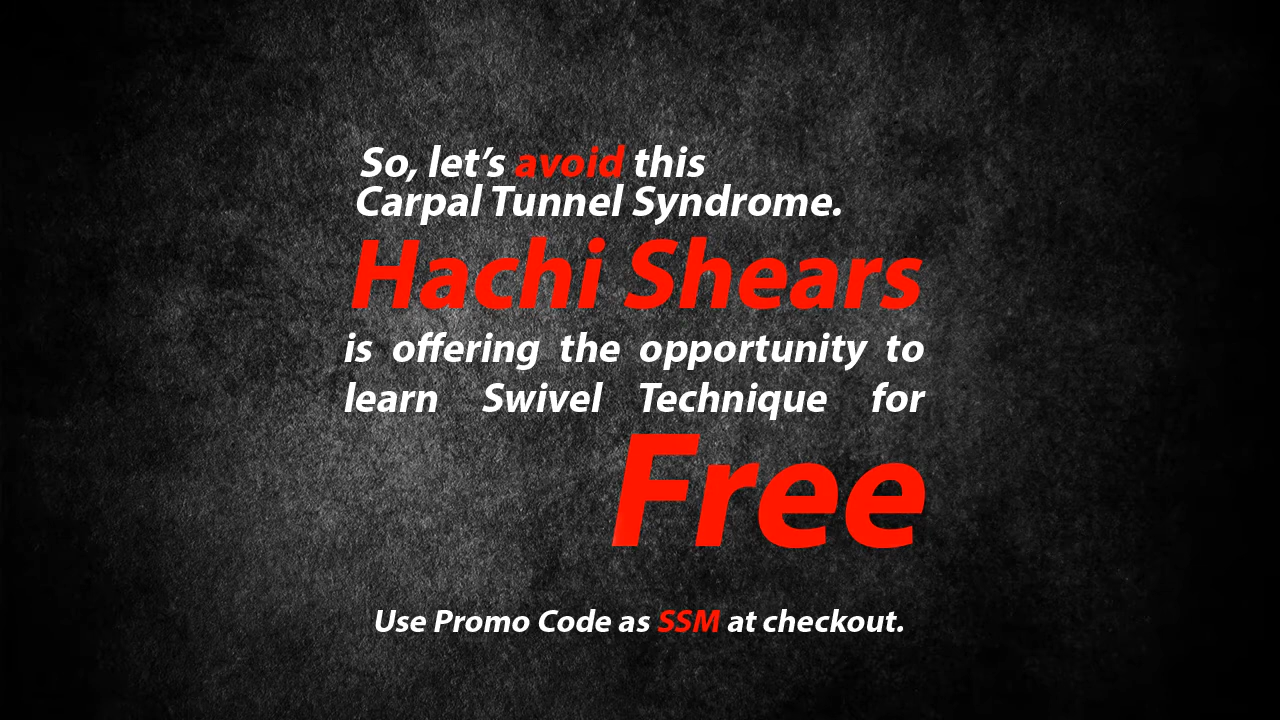 So, let's avoid this
Carpal Tunnel Syndrome.
Hachi Shears
is offering the opportunity to
learn Swivel Technique for
Free
Use Promo Code as SSM at checkout.